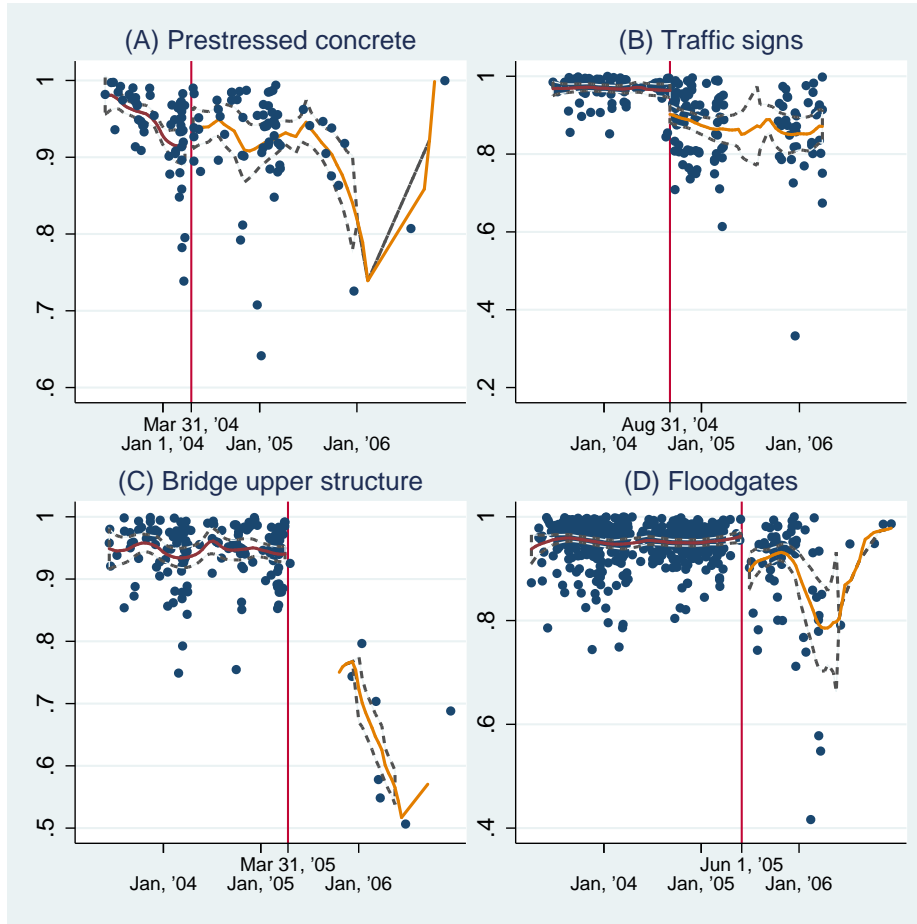 (A) Prestressed concrete
1
.9
.8
.7
.6
Mar 31, '04
Jan 1, '04 Jan, '05 Jan, '06
(B) Traffic signs
1
.8
.6
.4
.2
Aug 31, '04
Jan, '04 Jan, '05 Jan, '06
(C) Bridge upper structure
1
.9
.8
.7
.6
.5
Mar 31, '05
Jan, '04 Jan, '05 Jan, '06
(D) Floodgates
1
.8
.6
.4
Jun 1, '05
Jan, '04 Jan, '05 Jan, '06